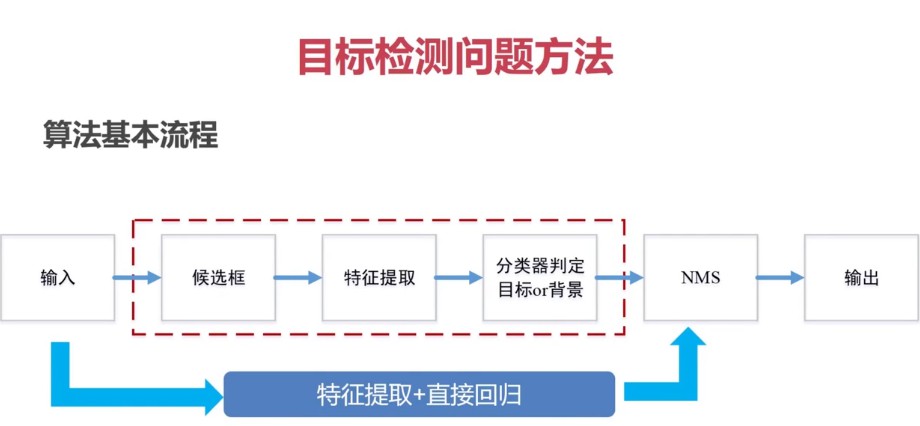 目标检测问题方法
算法基本流程
输入
候选框
特征提取
分类器判定
目标or背景
NMS
输出
特征提取+直接回归